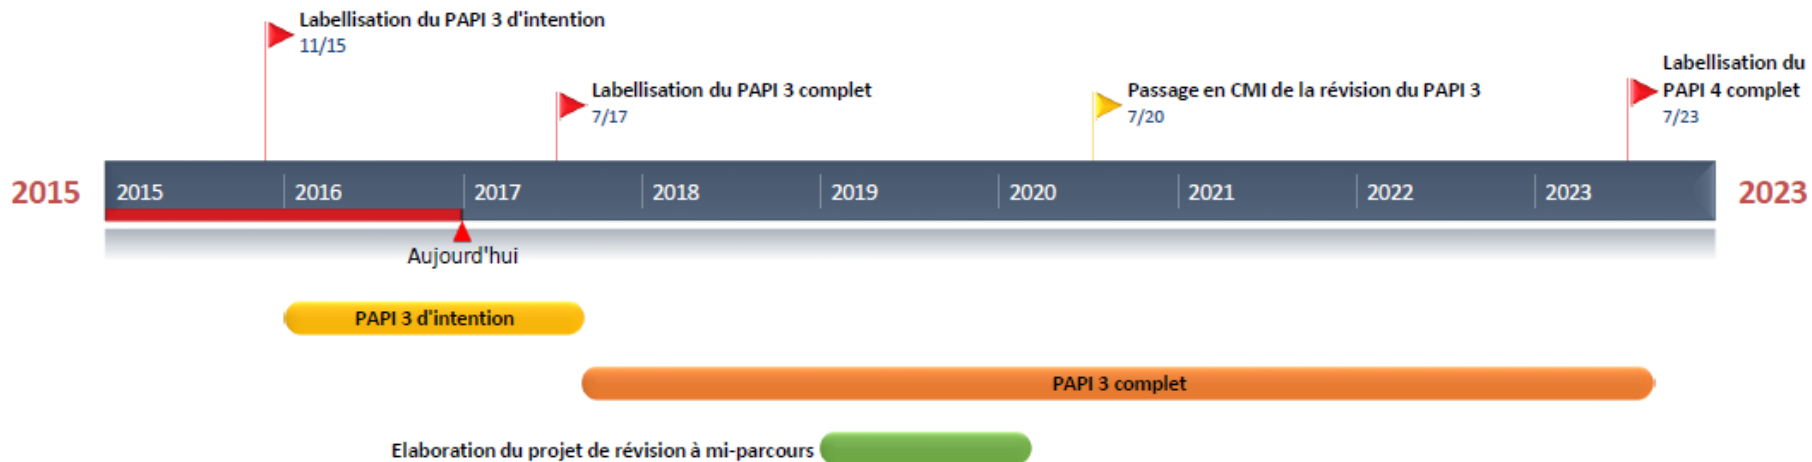 Labellisation du PAPI 3 d'intention
11/15
Labellisation du PAPI 3 complet
7/17
Passage en CMI de la révision du PAPI 3
7/20
Labellisation du
PAPI 4 complet
7/23
2015 2015 2016 2017 2018 2019 2020 2021 2022 2023 2023
Aujourd'hui
PAPI 3 d'intention
PAPI 3 complet
Elaboration du projet de révision à mi-parcours